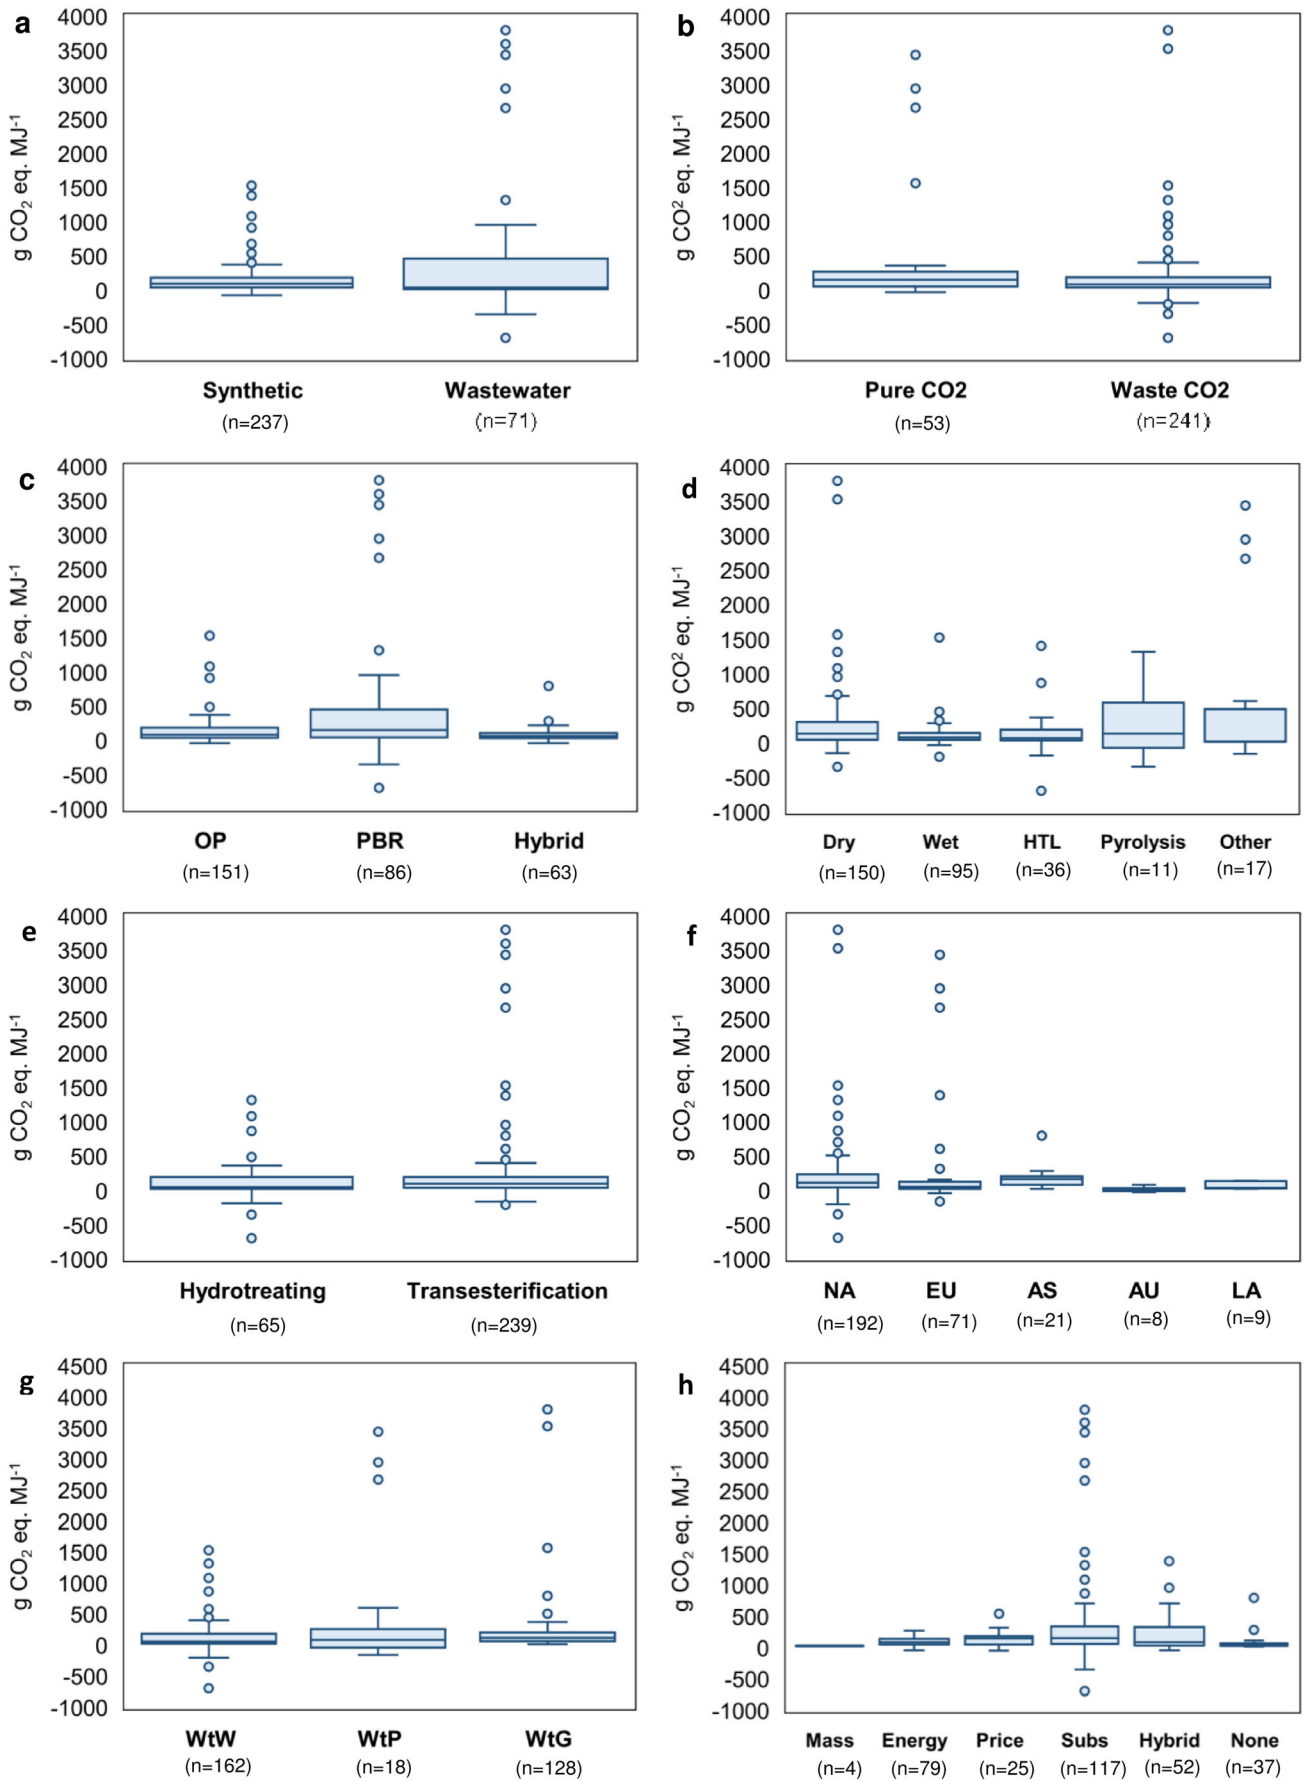 a
4000
3500
3000
2500
2000
1500
1000
500
0
-500
-1000
g CO₂ eq. MJ⁻¹
Synthetic Wastewater
(n=237) (n=71)
b
4000
3500
3000
2500
2000
1500
1000
500
0
-500
-1000
g CO² eq. MJ⁻¹
Pure CO2 Waste CO2
(n=53) (n=241)
c
4000
3500
3000
2500
2000
1500
1000
500
0
-500
-1000
g CO₂ eq. MJ⁻¹
OP PBR Hybrid
(n=151) (n=86) (n=63)
d
4000
3500
3000
2500
2000
1500
1000
500
0
-500
-1000
g CO² eq. MJ⁻¹
Dry Wet HTL Pyrolysis Other
(n=150) (n=95) (n=36) (n=11) (n=17)
e
4000
3500
3000
2500
2000
1500
1000
500
0
-500
-1000
g CO₂ eq. MJ⁻¹
Hydrotreating Transesterification
(n=65) (n=239)
f
4000
3500
3000
2500
2000
1500
1000
500
0
-500
-1000
g CO₂ eq. MJ⁻¹
NA EU AS AU LA
(n=192) (n=71) (n=21) (n=8) (n=9)
g
4500
4000
3500
3000
2500
2000
1500
1000
500
0
-500
-1000
g CO₂ eq. MJ⁻¹
WtW WtP WtG
(n=162) (n=18) (n=128)
h
4500
4000
3500
3000
2500
2000
1500
1000
500
0
-500
-1000
g CO₂ eq. MJ⁻¹
Mass Energy Price Subs Hybrid None
(n=4) (n=79) (n=25) (n=117) (n=52) (n=37)